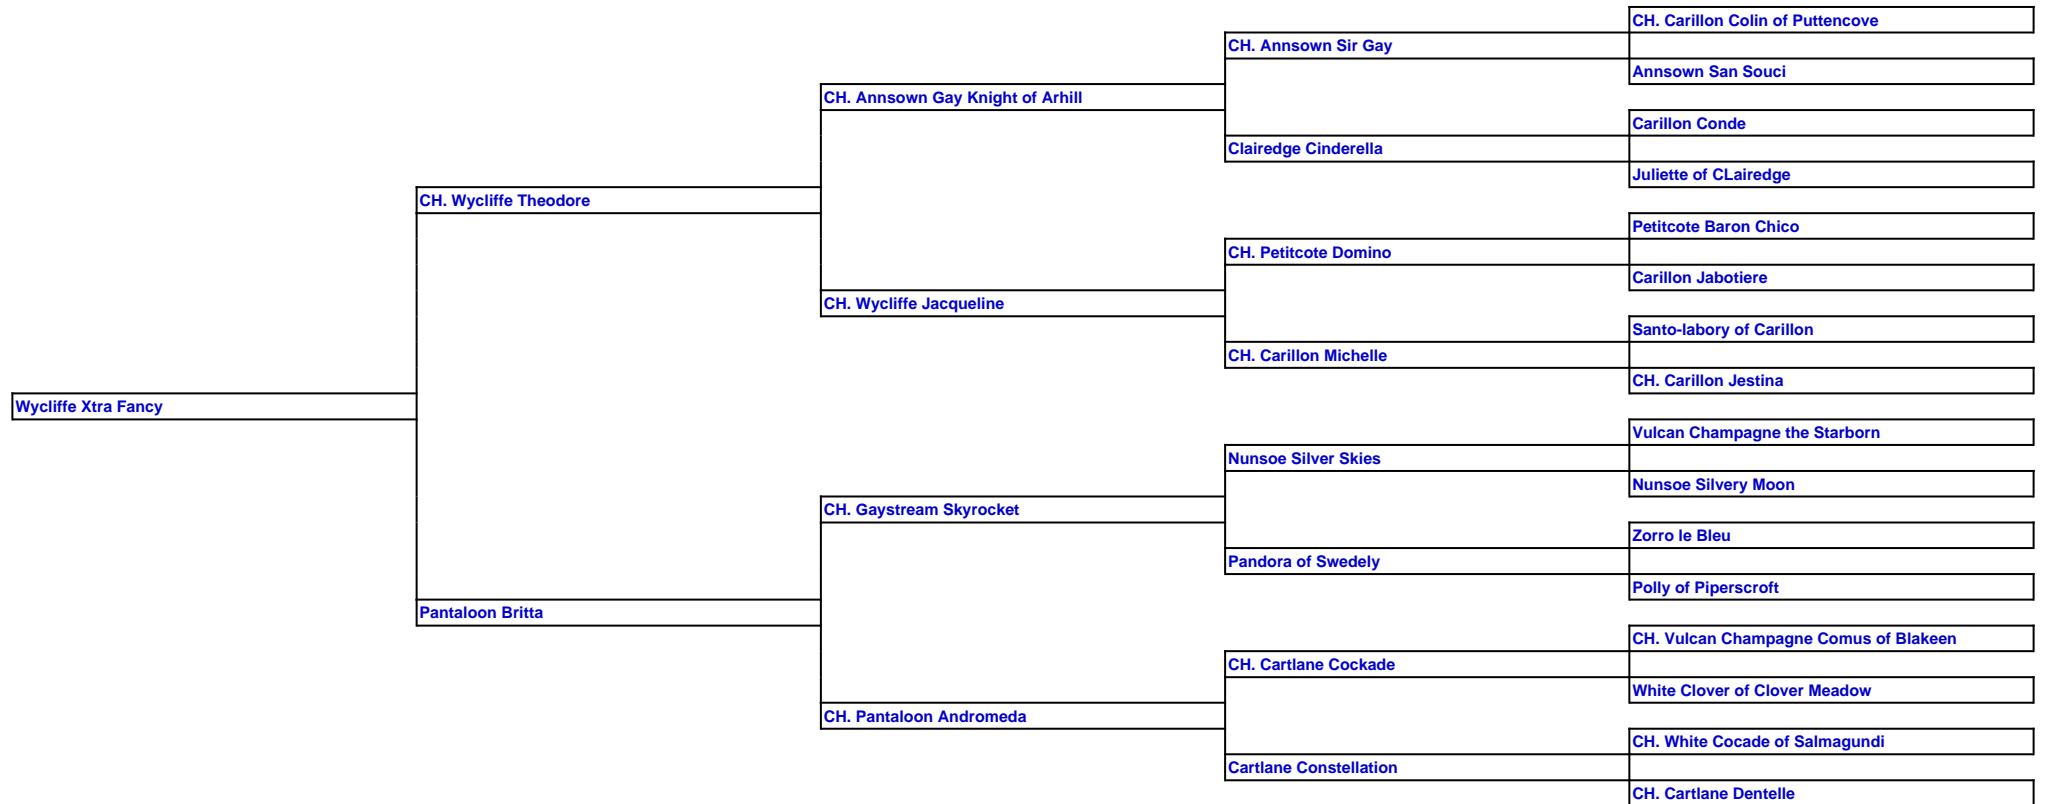 CH. Carillon Colin of Puttencove
CH. Annsown Sir Gay
Annsown San Souci
CH. Annsown Gay Knight of Arhill
Carillon Conde
Clairedge Cinderella
Juliette of CLairedge
CH. Wycliffe Theodore
Petitcote Baron Chico
CH. Petitcote Domino
Carillon Jabotiere
CH. Wycliffe Jacqueline
Santo-labory of Carillon
CH. Carillon Michelle
CH. Carillon Jestina
Wycliffe Xtra Fancy
Vulcan Champagne the Starborn
Nunsoe Silver Skies
Nunsoe Silvery Moon
CH. Gaystream Skyrocket
Zorro le Bleu
Pandora of Swedely
Polly of Piperscroft
Pantaloon Britta
CH. Vulcan Champagne Comus of Blakeen
CH. Cartlane Cockade
White Clover of Clover Meadow
CH. Pantaloon Andromeda
CH. White Cocade of Salmagundi
Cartlane Constellation
CH. Cartlane Dentelle